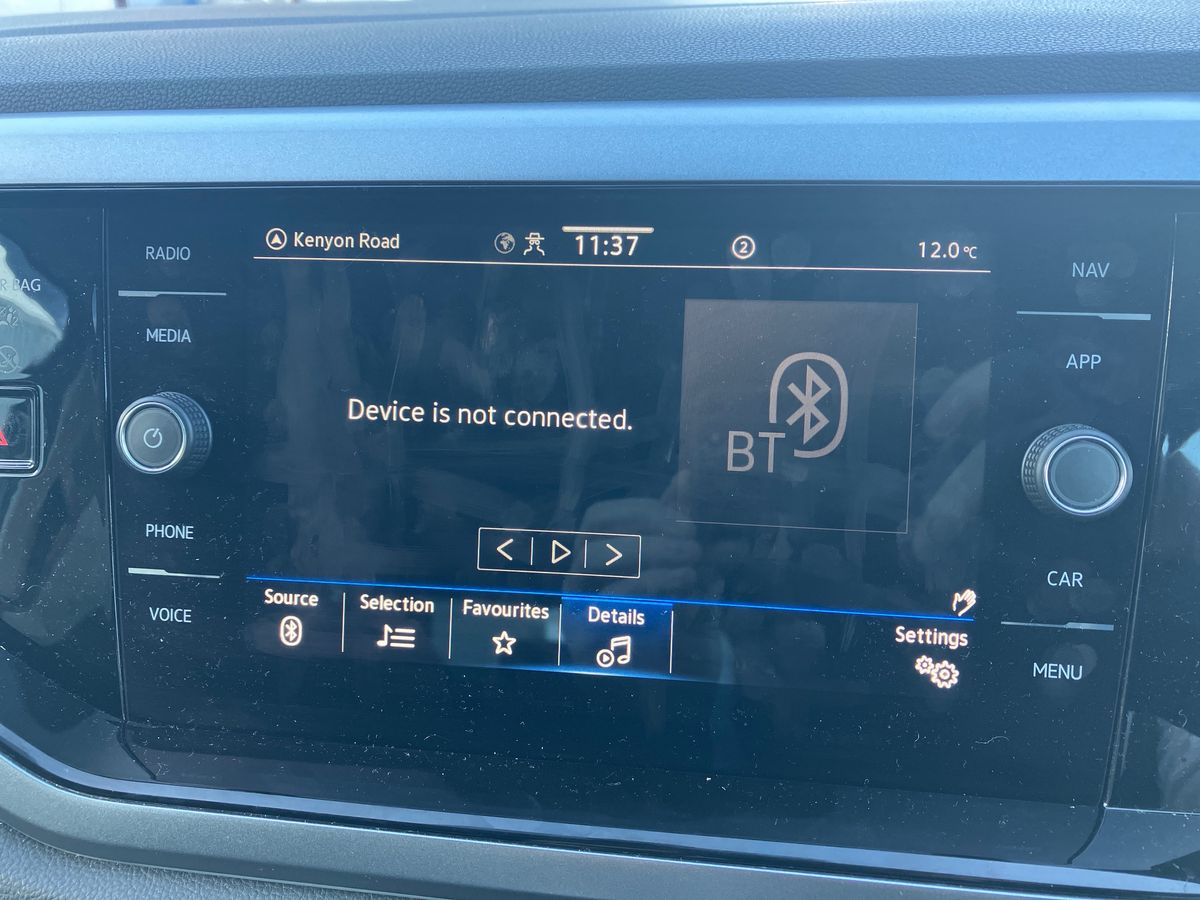 Kenyon Road
11:37
2
12.0°C
RADIO
MEDIA
PHONE
VOICE
R BAG
Device is not connected.
BT
Source
Selection
Favourites
Details
Settings
NAV
APP
CAR
MENU